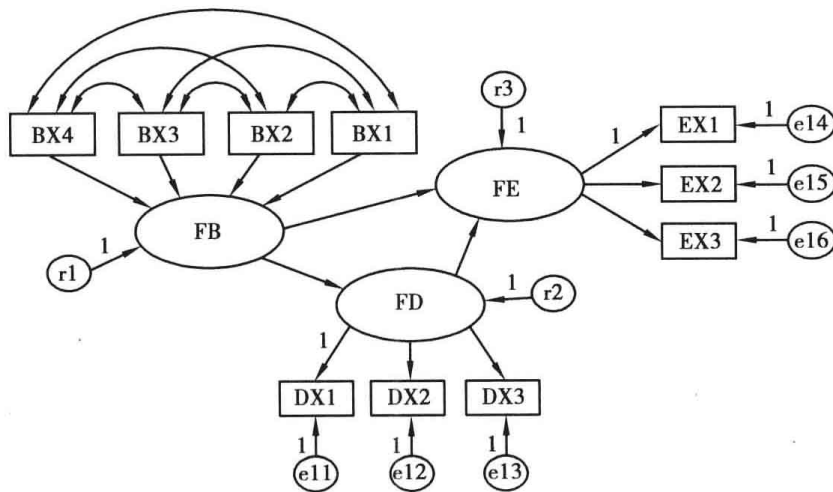 r3
1
BX4 BX3 BX2 BX1
1 EX1 1 e14
FE
EX2 1 e15
FB
EX3 1 e16
1
r1
FD 1 r2
1
DX1 DX2 DX3
1 1 1
e11 e12 e13